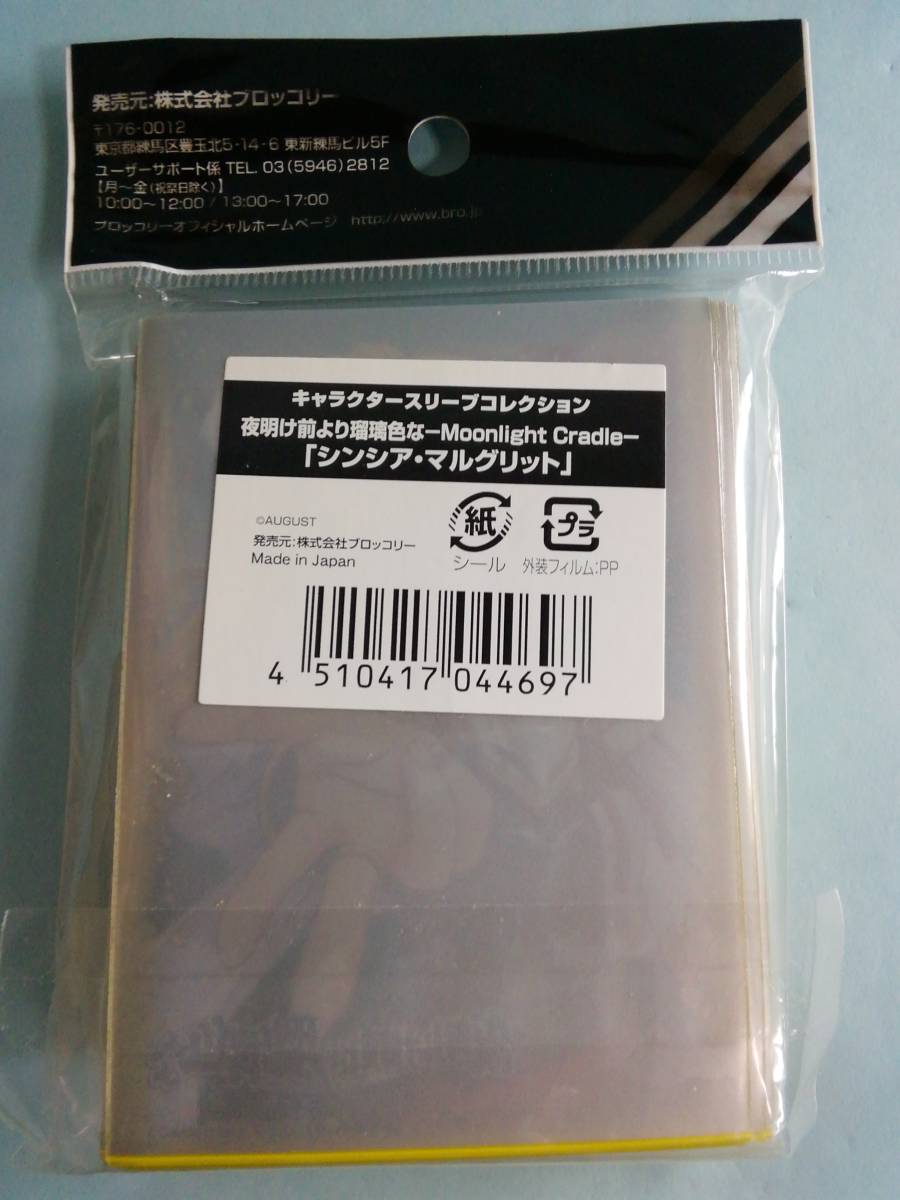 発売元:株式会社ブロッコリー
〒176-0012
東京都練馬区豊玉北5-14-6 東新練馬ビル5F
ユーザーサポート係 TEL. 03(5946)2812
【月～金(祝祭日除く)】
10:00～12:00 / 13:00～17:00
ブロッコリーオフィシャルホームページ http://www.bro.jp
キャラクタースリーブコレクション
夜明け前より瑠璃色な−Moonlight Cradle−
「シンシア・マルグリット」
©AUGUST
発売元:株式会社ブロッコリー
Made in Japan
紙
シール
プラ
外装フィルム:PP
4 510417 044697